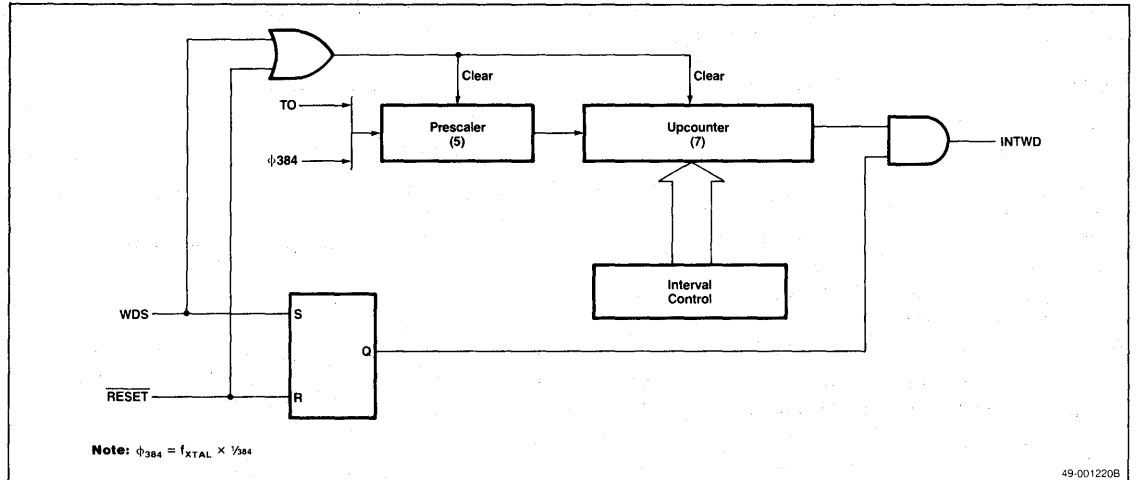 Clear
Clear
TO
Prescaler
(5)
Upcounter
(7)
INTWD
ϕ384
Interval
Control
WDS
S
Q
RESET
R
Note: ϕ384 = fXTAL × 1/384
49-001220B